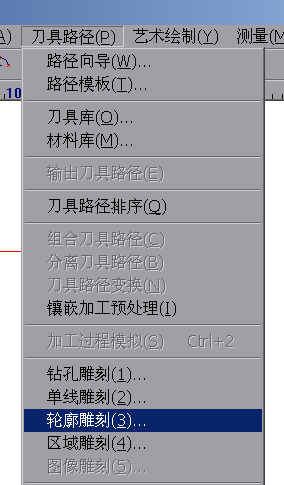 A) 刀具路径(P) 艺术绘制(Y) 测量(M
路径向导(W)...
路径模板(T)...
10
刀具库(O)...
材料库(M)...
输出刀具路径(E)
刀具路径排序(Q)
组合刀具路径(C)
分离刀具路径(B)
刀具路径变换(N)
镶嵌加工预处理(I)
加工过程模拟(S) Ctrl+2
钻孔雕刻(1)...
单线雕刻(2)...
轮廓雕刻(3)...
区域雕刻(4)...
图像雕刻(5)...